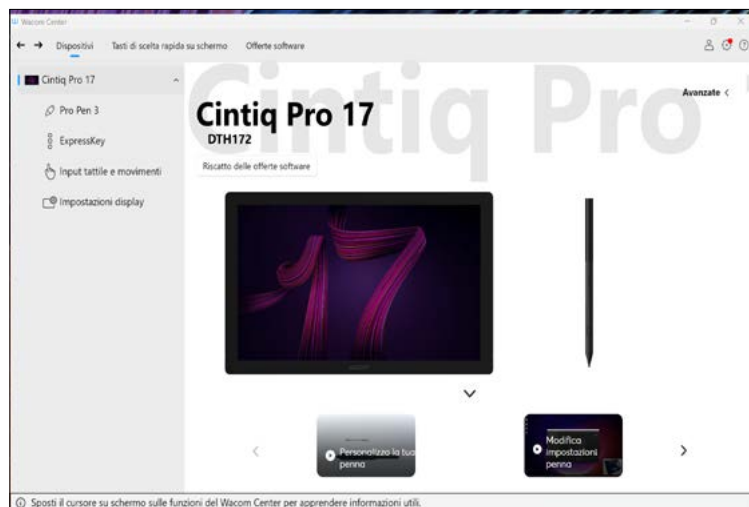 Wacom Center
Dispositivi
Tasti di scelta rapida su schermo
Offerte software
Cintiq Pro 17
Pro Pen 3
ExpressKey
Input tattile e movimenti
Impostazioni display
Cintiq Pro
Avanzate
Cintiq Pro 17
DTH172
Riscatto delle offerte software
17
Personalizzo la tua
penna
Modifica
impostazioni
penna
Sposti il cursore su schermo sulle funzioni del Wacom Center per apprendere informazioni utili.